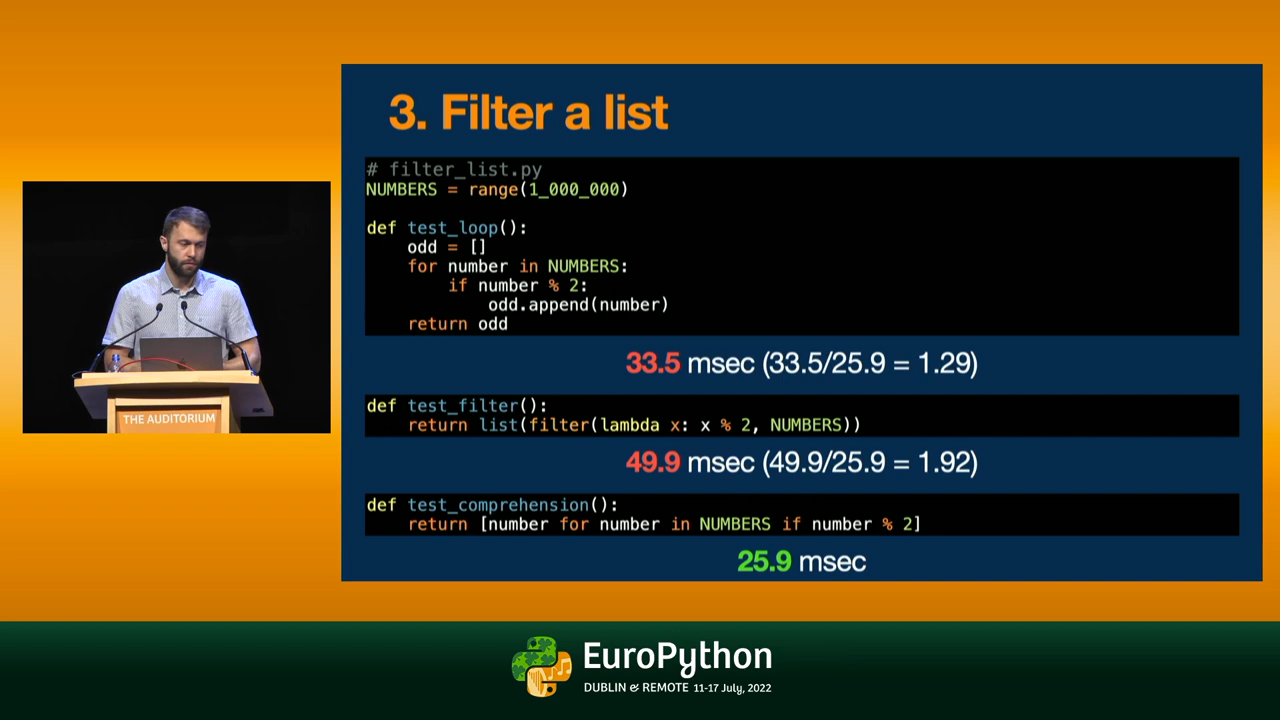 3. Filter a list
# filter_list.py
NUMBERS = range(1_000_000)
def test_loop():
    odd = []
    for number in NUMBERS:
        if number % 2:
            odd.append(number)
    return odd
33.5 msec (33.5/25.9 = 1.29)
def test_filter():
    return list(filter(lambda x: x % 2, NUMBERS))
49.9 msec (49.9/25.9 = 1.92)
def test_comprehension():
    return [number for number in NUMBERS if number % 2]
25.9 msec
THE AUDITORIUM
EuroPython
DUBLIN & REMOTE 11-17 July, 2022